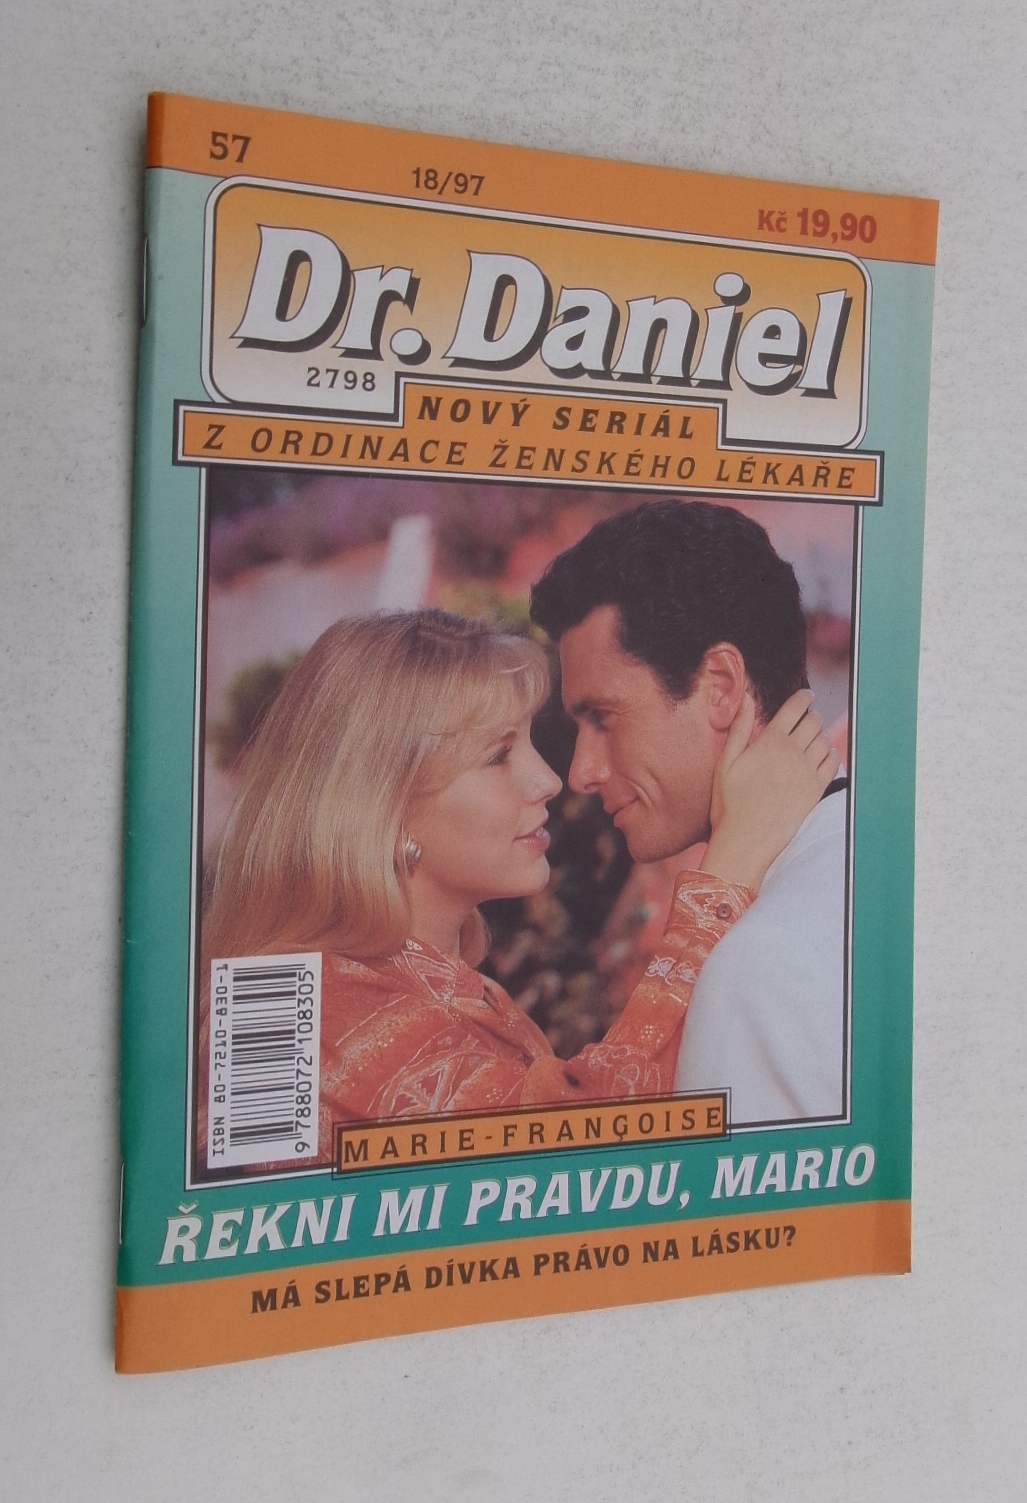 57
18/97
Kč 19,90
Dr. Daniel
2798
NOVÝ SERIÁL
Z ORDINACE ŽENSKÉHO LÉKAŘE
ISBN 80-7210-830-1
9 788072 108305
MARIE-FRANÇOISE
ŘEKNI MI PRAVDU, MARIO
MÁ SLEPÁ DÍVKA PRÁVO NA LÁSKU?